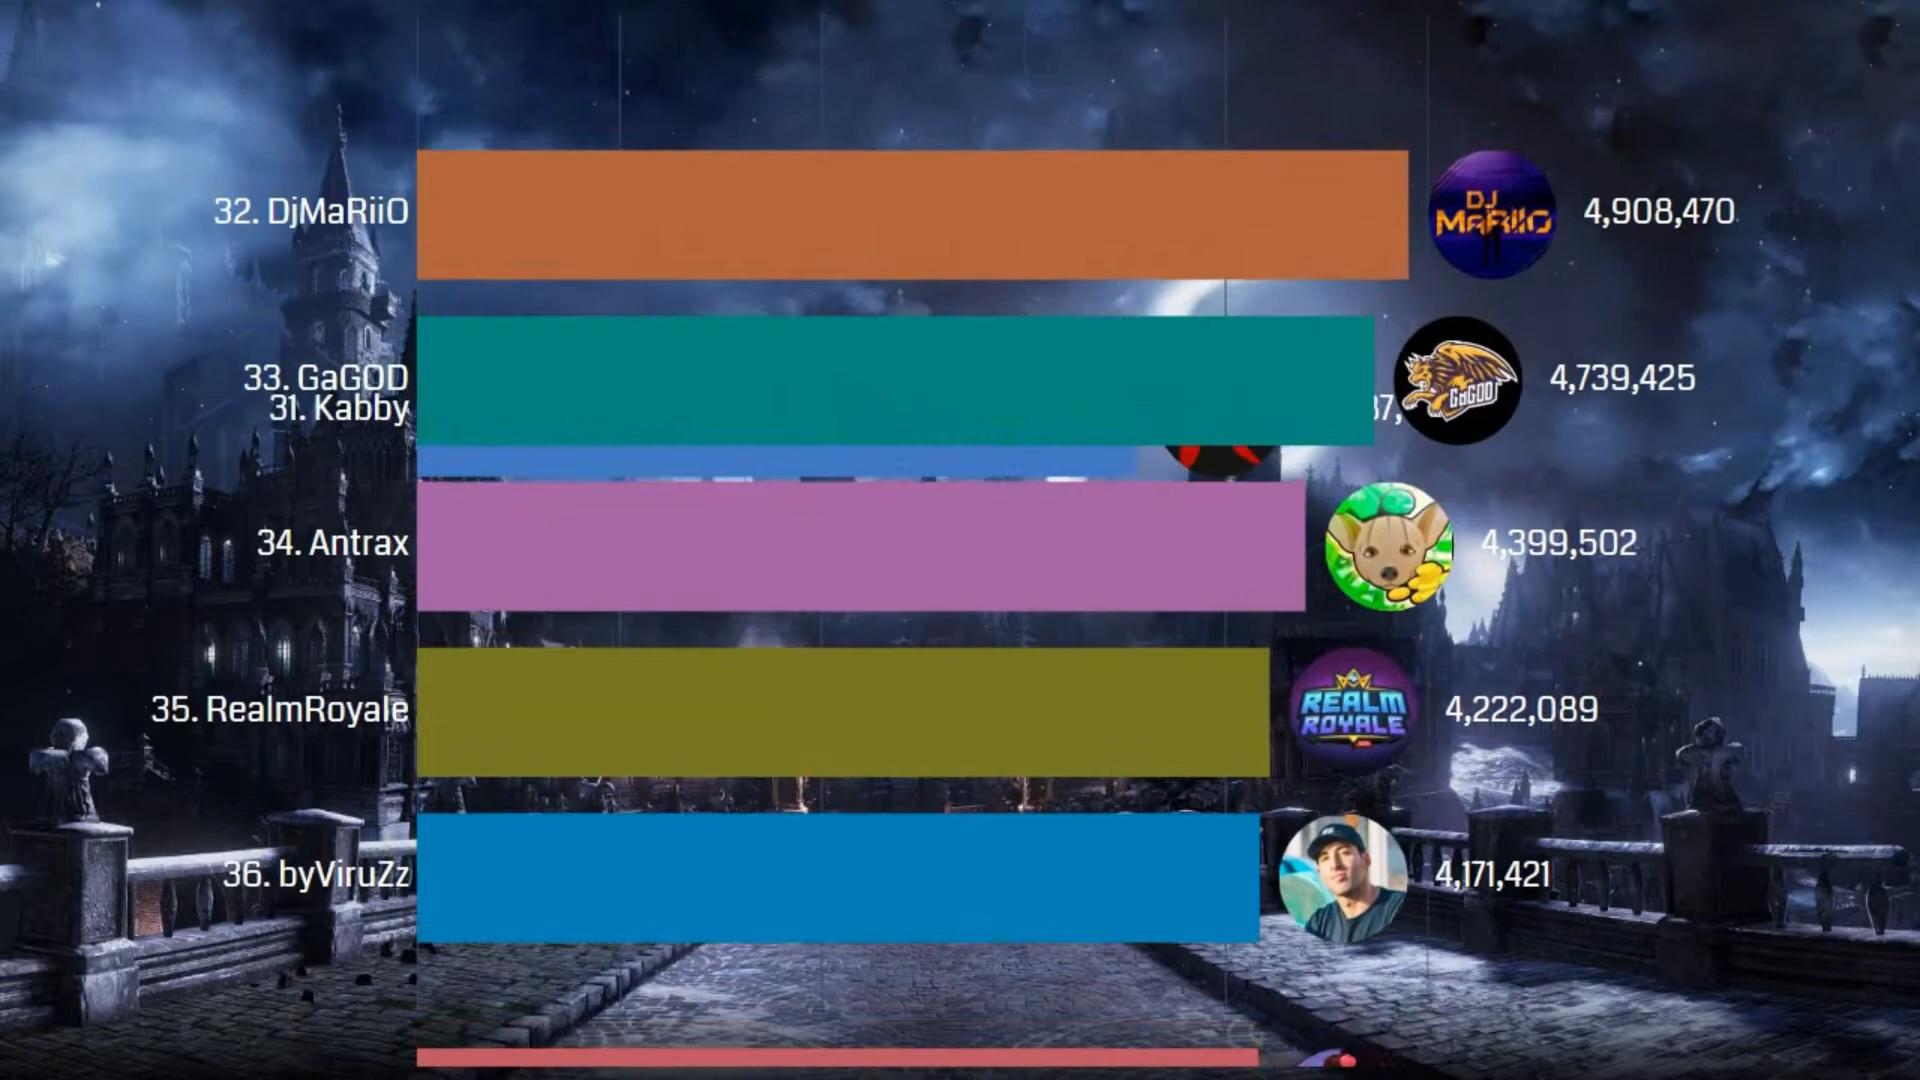 32. DjMaRiiO
DJ
MARIIO
4,908,470
33. GaGOD
GaGOD
4,739,425
31. Kabby
37,
34. Antrax
4,399,502
35. RealmRoyale
REALM
ROYALE
4,222,089
36. byViruZz
4,171,421